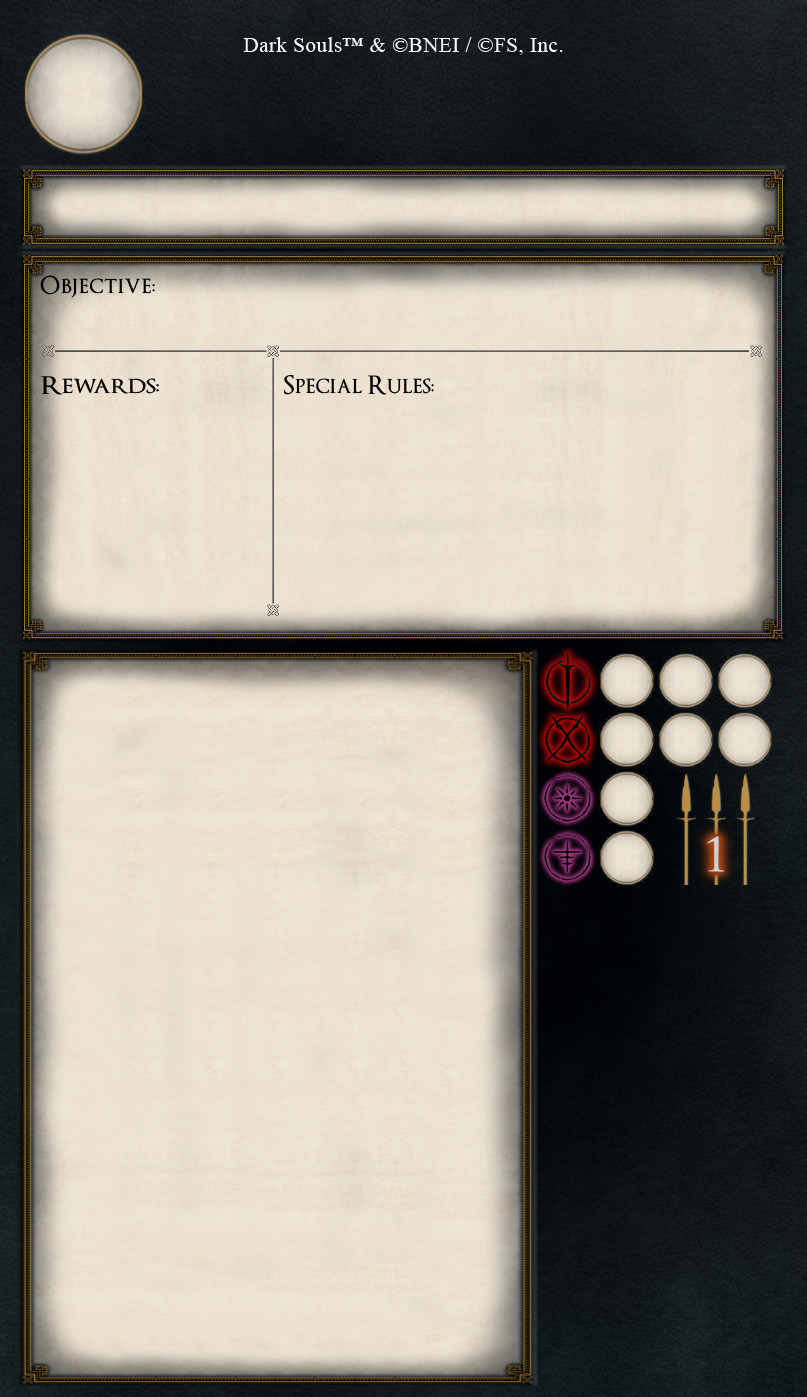 Dark Souls™ & ©BNEI / ©FS, Inc.
Objective:
Rewards:
Special Rules:
1